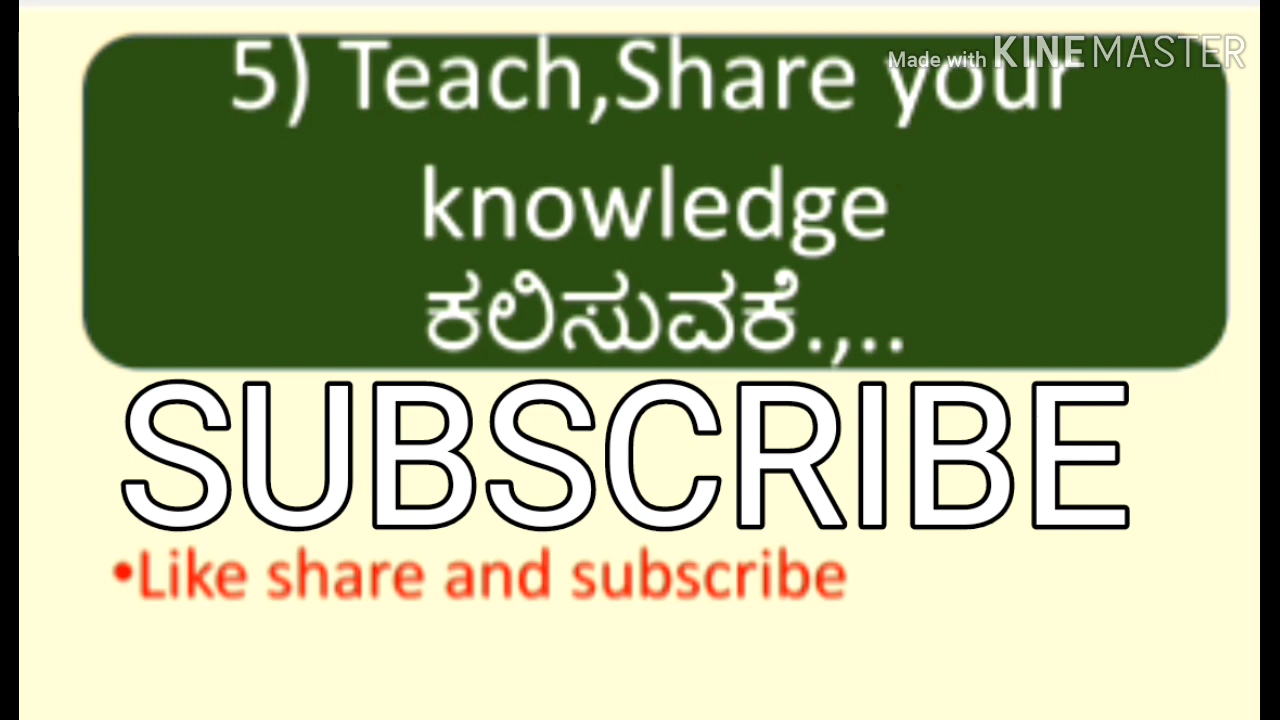 Made with KINEMASTER
5) Teach,Share your
knowledge
ಕಲಿಸುವಕೆ.,..
SUBSCRIBE
•Like share and subscribe